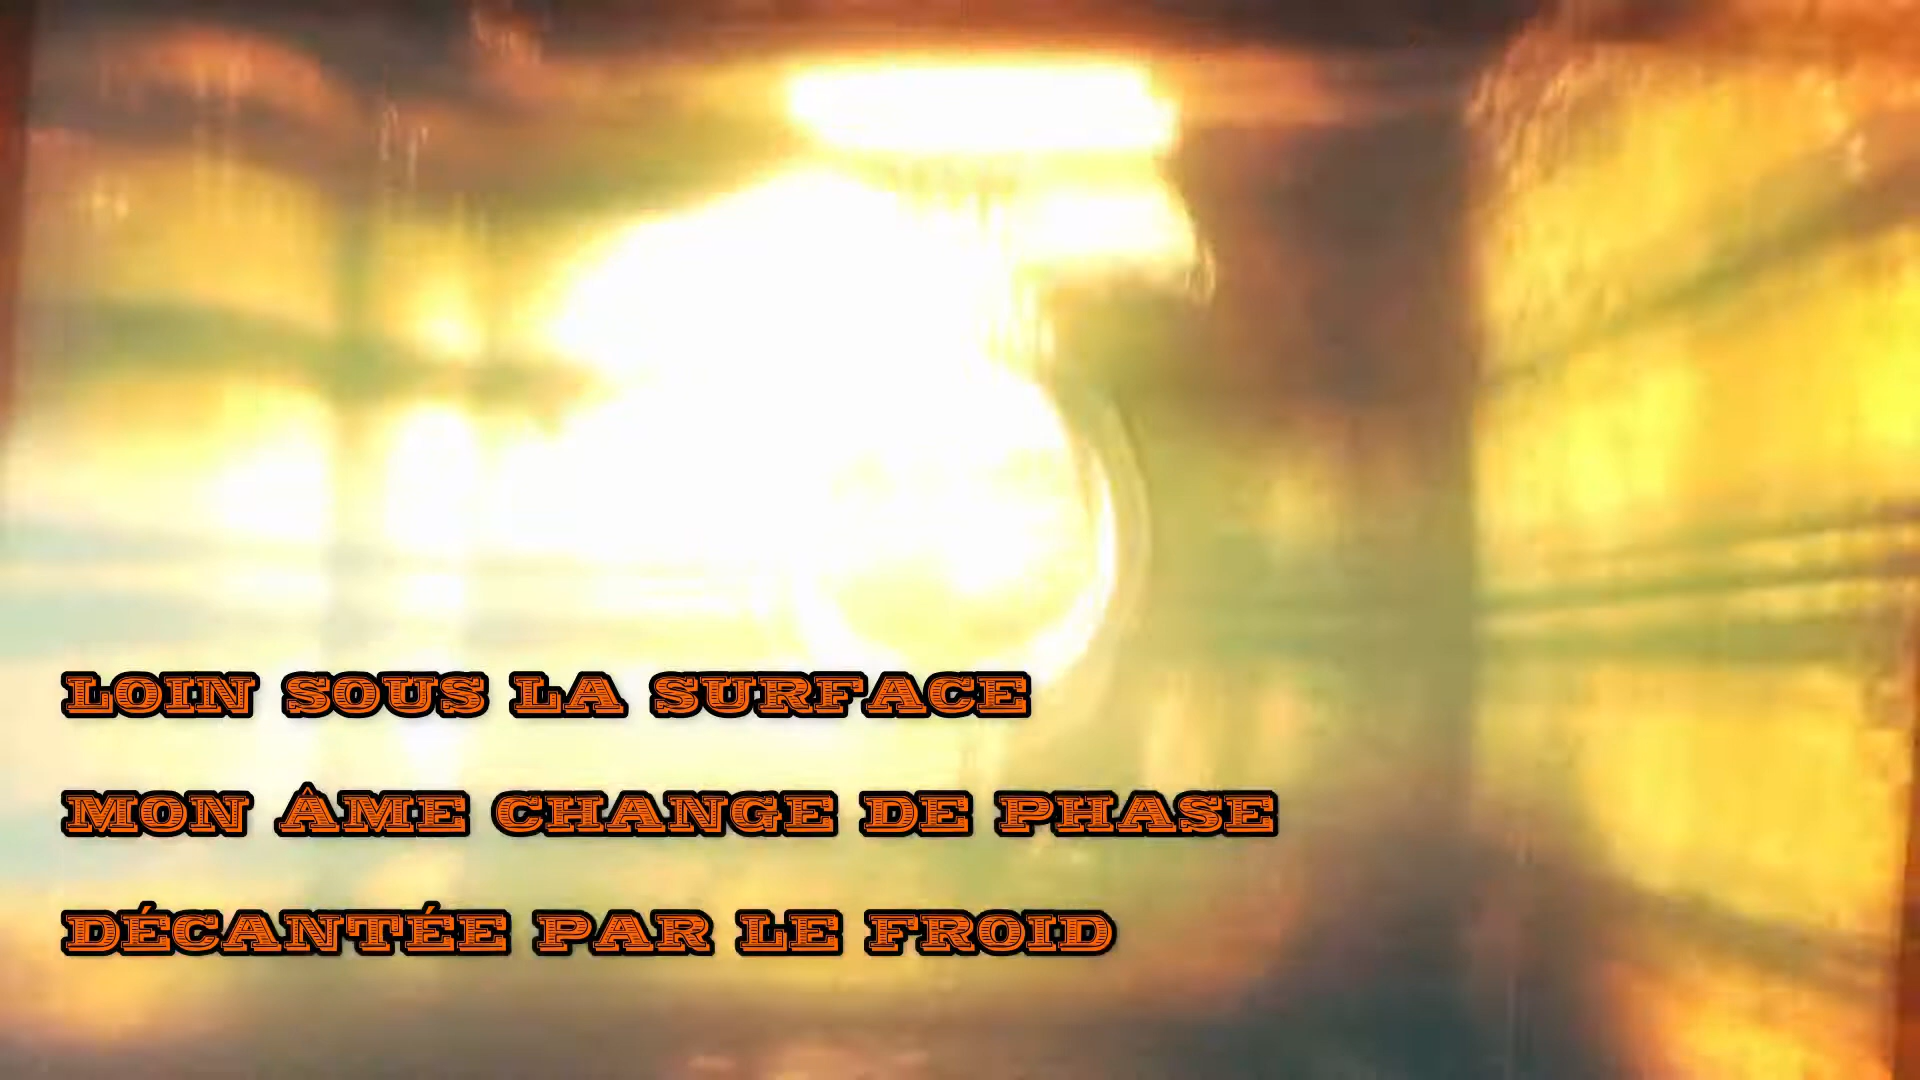 LOIN SOUS LA SURFACE
MON ÂME CHANGE DE PHASE
DÉCANTÉE PAR LE FROID